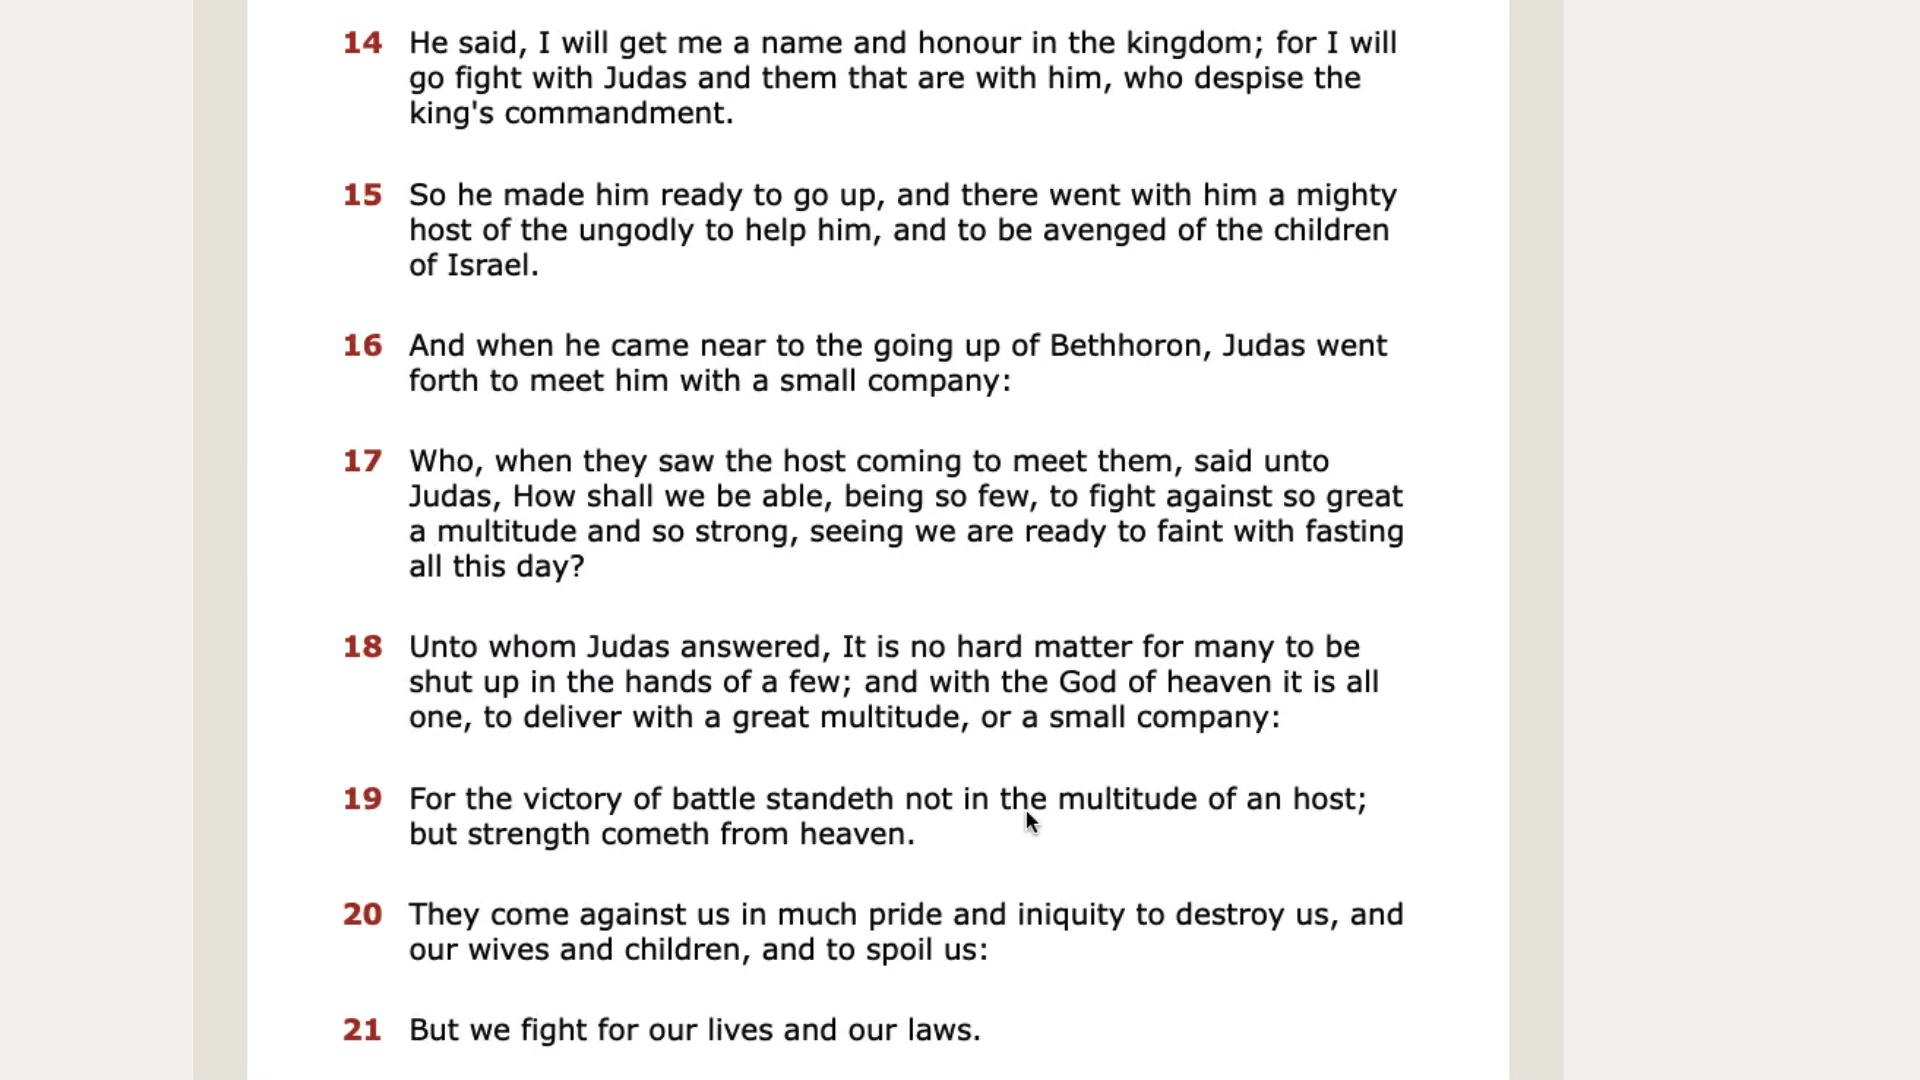 14 He said, I will get me a name and honour in the kingdom; for I will
go fight with Judas and them that are with him, who despise the
king's commandment.
15 So he made him ready to go up, and there went with him a mighty
host of the ungodly to help him, and to be avenged of the children
of Israel.
16 And when he came near to the going up of Bethhoron, Judas went
forth to meet him with a small company:
17 Who, when they saw the host coming to meet them, said unto
Judas, How shall we be able, being so few, to fight against so great
a multitude and so strong, seeing we are ready to faint with fasting
all this day?
18 Unto whom Judas answered, It is no hard matter for many to be
shut up in the hands of a few; and with the God of heaven it is all
one, to deliver with a great multitude, or a small company:
19 For the victory of battle standeth not in the multitude of an host;
but strength cometh from heaven.
20 They come against us in much pride and iniquity to destroy us, and
our wives and children, and to spoil us:
21 But we fight for our lives and our laws.